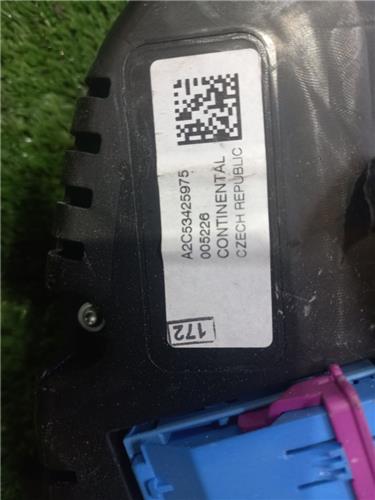 A2C53425975
005226
CONTINENTAL
CZECH REPUBLIC
172